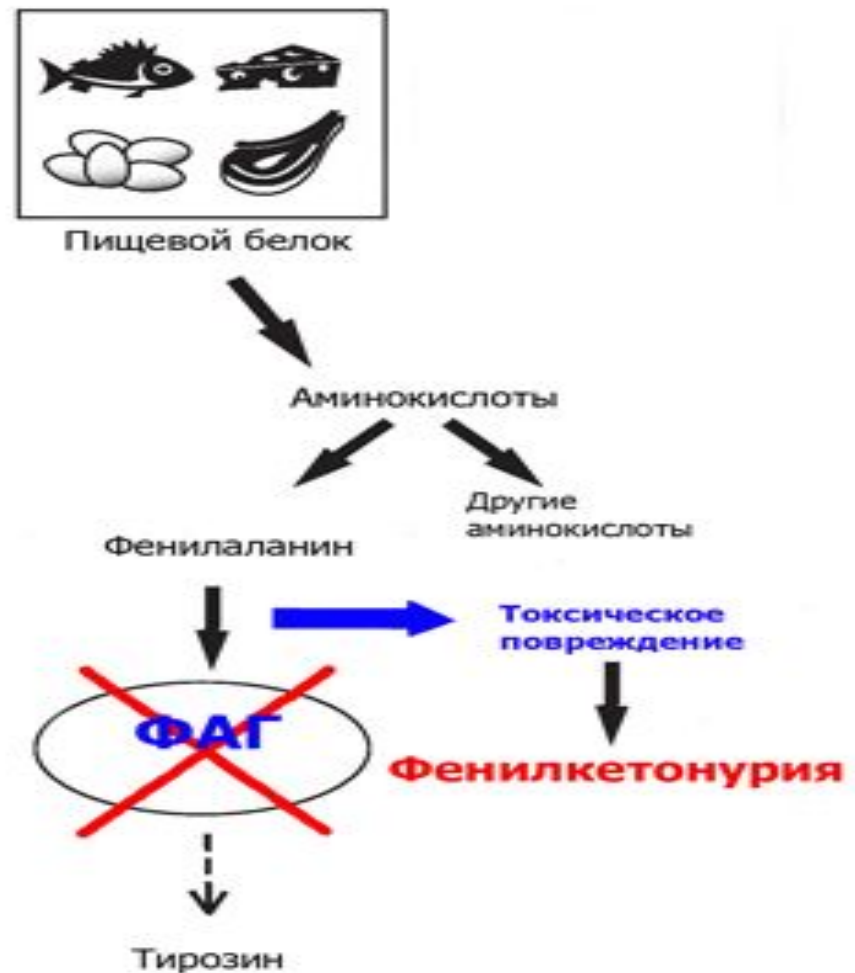 Пищевой белок
Аминокислоты
Другие
аминокислоты
Фенилаланин
Токсическое
повреждение
ФАГ
Фенилкетонурия
Тирозин